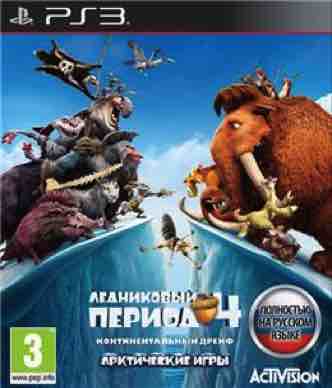 PS3
ЛЕДНИКОВЫЙ
ПЕРИОД 4
КОНТИНЕНТАЛЬНЫЙ ДРЕЙФ
АРКТИЧЕСКИЕ ИГРЫ
ПОЛНОСТЬЮ
НА РУССКОМ
ЯЗЫКЕ
3
www.pegi.info
ACTIVISION